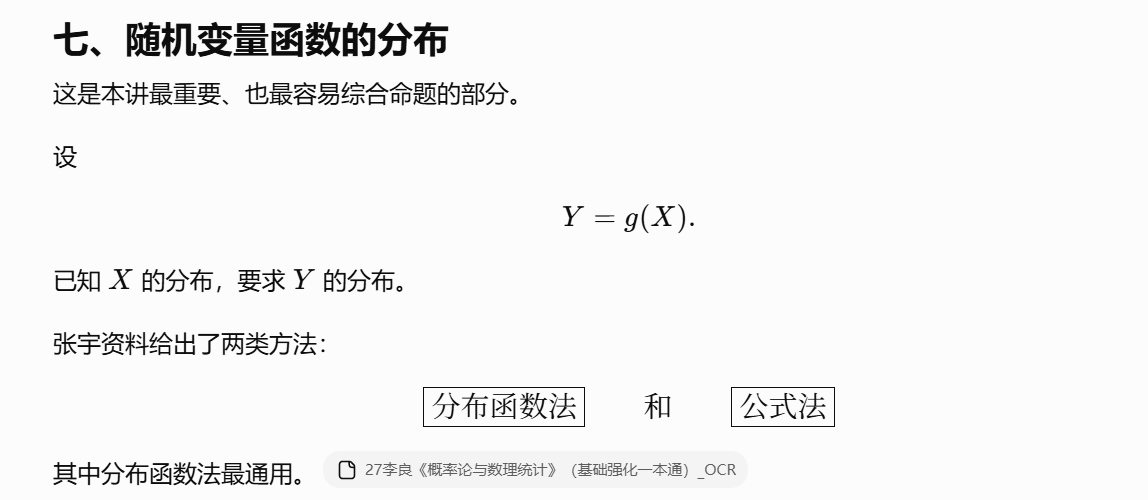 七、随机变量函数的分布
这是本讲最重要、也最容易综合命题的部分。
设
Y = g(X).
已知 X 的分布，要求 Y 的分布。
张宇资料给出了两类方法：
分布函数法 和 公式法
其中分布函数法最通用。 27李良《概率论与数理统计》（基础强化一本通）_OCR